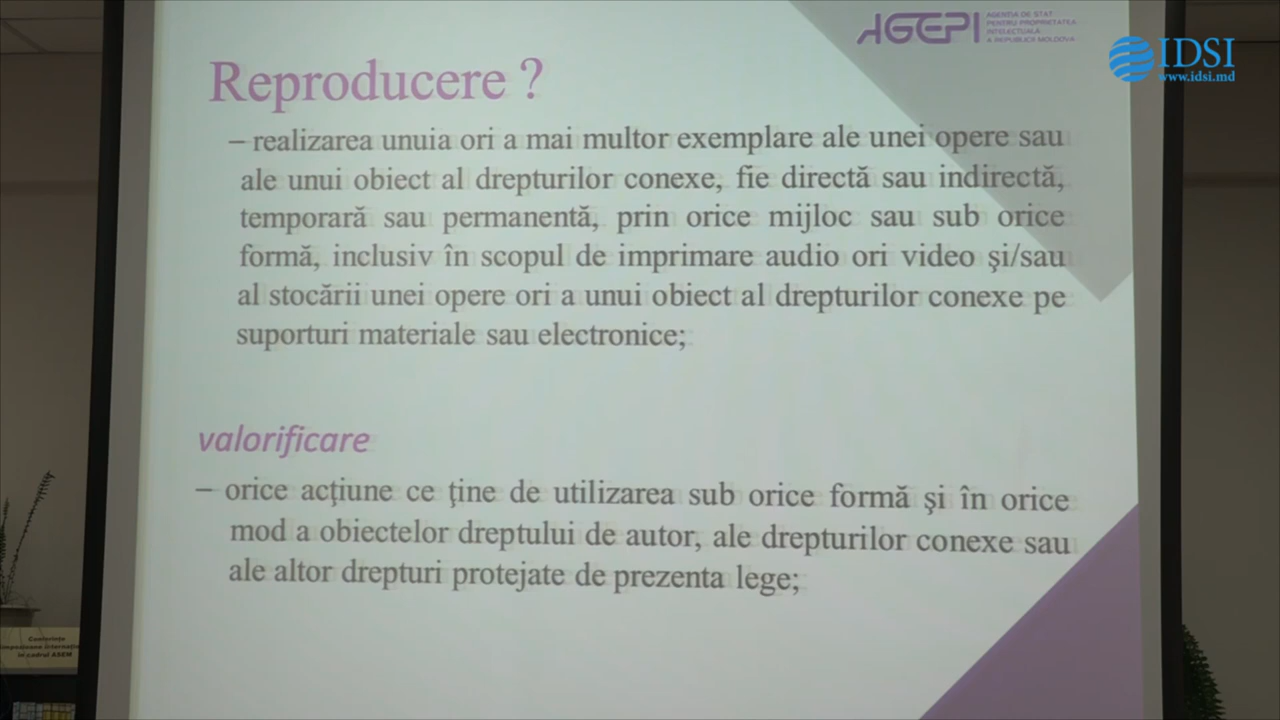 AGEPI
AGENȚIA DE STAT
PENTRU PROPRIETATEA
INTELECTUALĂ
A REPUBLICII MOLDOVA
IDSI
www.idsi.md
Reproducere ?
– realizarea unuia ori a mai multor exemplare ale unei opere sau
ale unui obiect al drepturilor conexe, fie directă sau indirectă,
temporară sau permanentă, prin orice mijloc sau sub orice
formă, inclusiv în scopul de imprimare audio ori video şi/sau
al stocării unei opere ori a unui obiect al drepturilor conexe pe
suporturi materiale sau electronice;
valorificare
– orice acţiune ce ţine de utilizarea sub orice formă şi în orice
mod a obiectelor dreptului de autor, ale drepturilor conexe sau
ale altor drepturi protejate de prezenta lege;
în cadrul ASEM